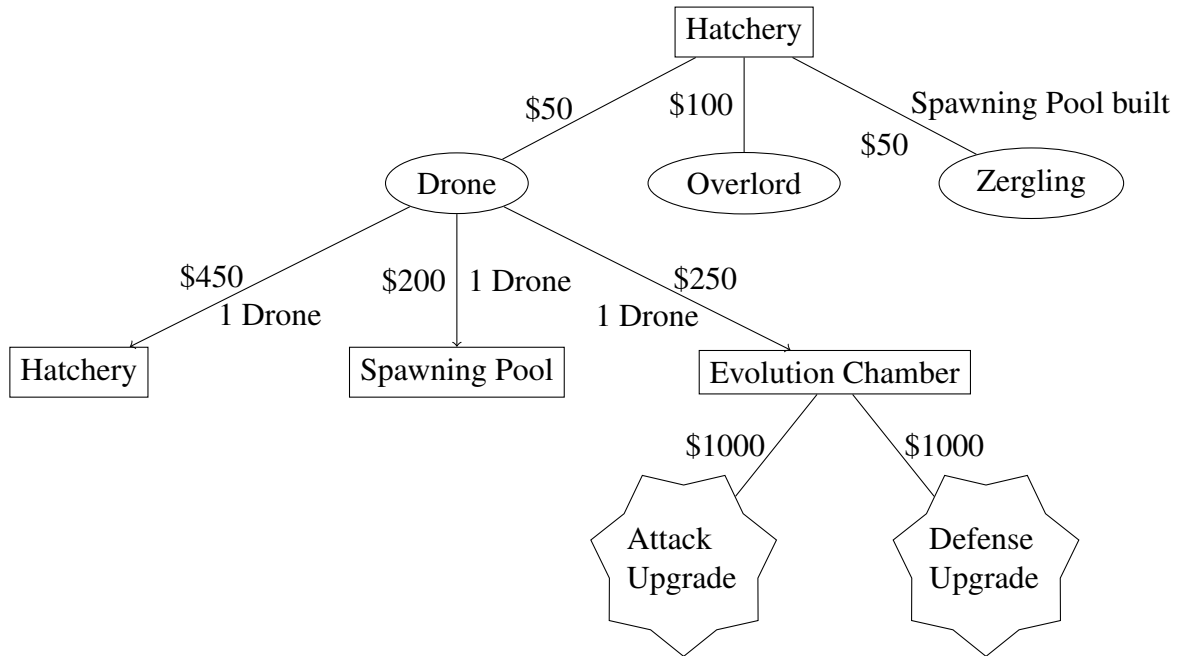 Hatchery
$50
$100
Spawning Pool built
$50
Drone
Overlord
Zergling
$450
1 Drone
$200
1 Drone
$250
1 Drone
Hatchery
Spawning Pool
Evolution Chamber
$1000
$1000
Attack
Upgrade
Defense
Upgrade